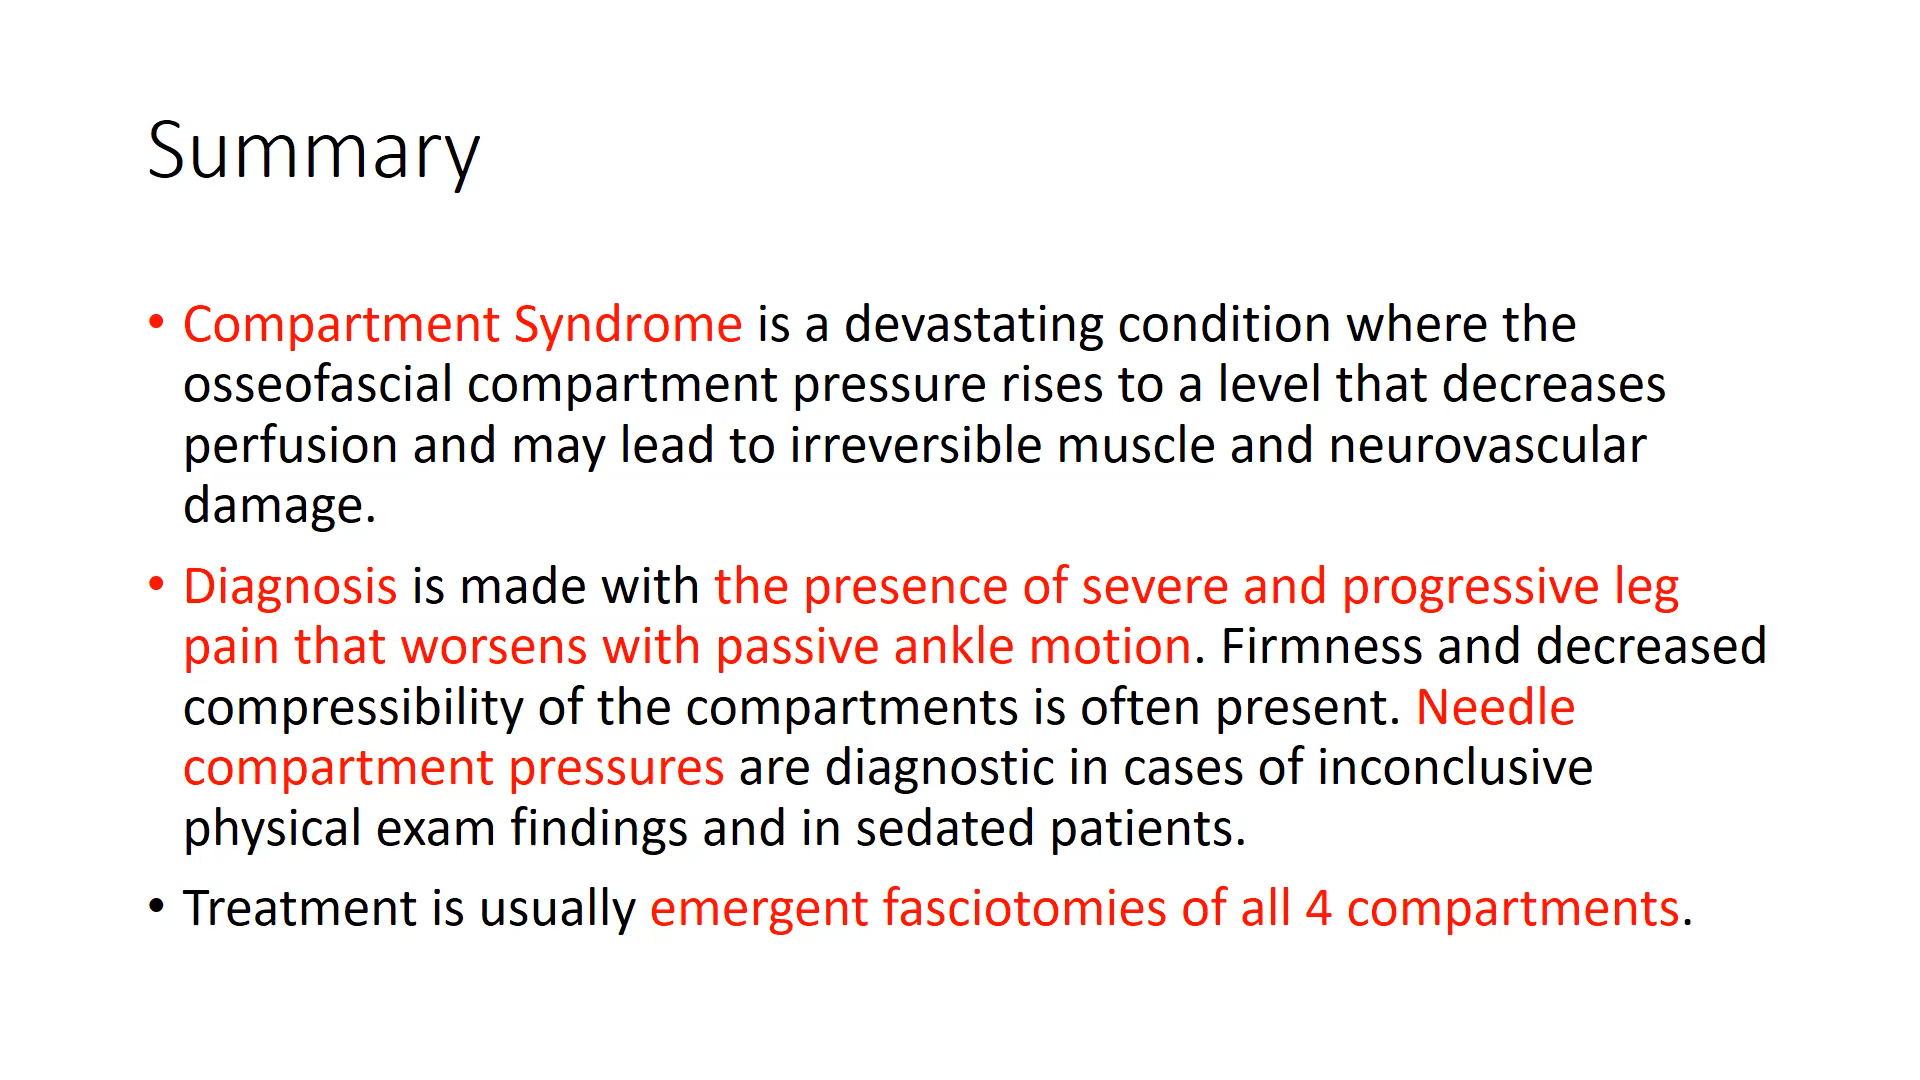 Summary
• Compartment Syndrome is a devastating condition where the
osseofascial compartment pressure rises to a level that decreases
perfusion and may lead to irreversible muscle and neurovascular
damage.
• Diagnosis is made with the presence of severe and progressive leg
pain that worsens with passive ankle motion. Firmness and decreased
compressibility of the compartments is often present. Needle
compartment pressures are diagnostic in cases of inconclusive
physical exam findings and in sedated patients.
• Treatment is usually emergent fasciotomies of all 4 compartments.